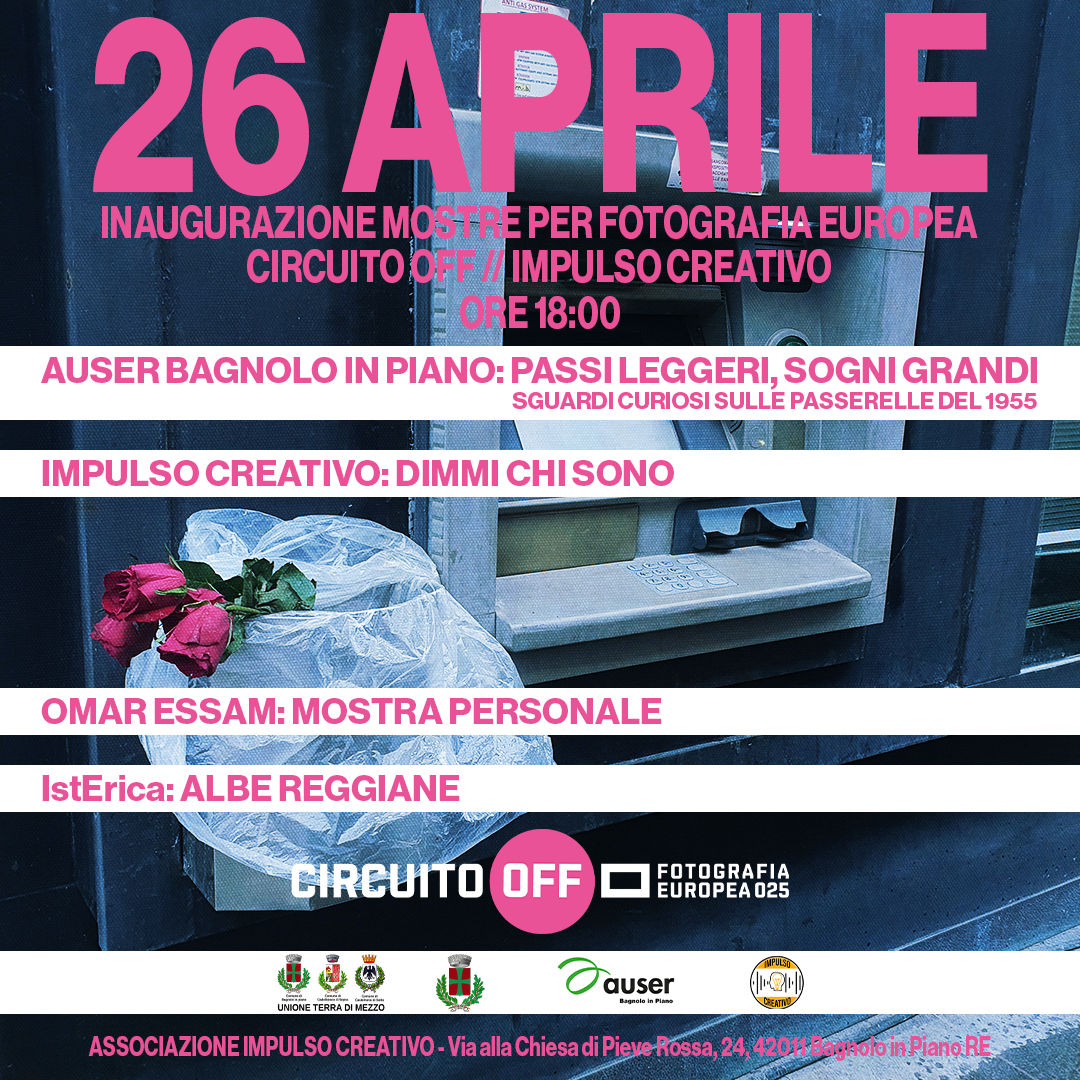 ANTI GAS SYSTEM
26 APRILE
INAUGURAZIONE MOSTRE PER FOTOGRAFIA EUROPEA
CIRCUITO OFF // IMPULSO CREATIVO
ORE 18:00
AUSER BAGNOLO IN PIANO: PASSI LEGGERI, SOGNI GRANDI
SGUARDI CURIOSI SULLE PASSERELLE DEL 1955
IMPULSO CREATIVO: DIMMI CHI SONO
OMAR ESSAM: MOSTRA PERSONALE
IstErica: ALBE REGGIANE
CIRCUITO OFF FOTOGRAFIA
EUROPEA 025
UNIONE TERRA DI MEZZO
auser
Bagnolo in Piano
IMPULSO
CREATIVO
ASSOCIAZIONE IMPULSO CREATIVO - Via alla Chiesa di Pieve Rossa, 24, 42011 Bagnolo in Piano RE